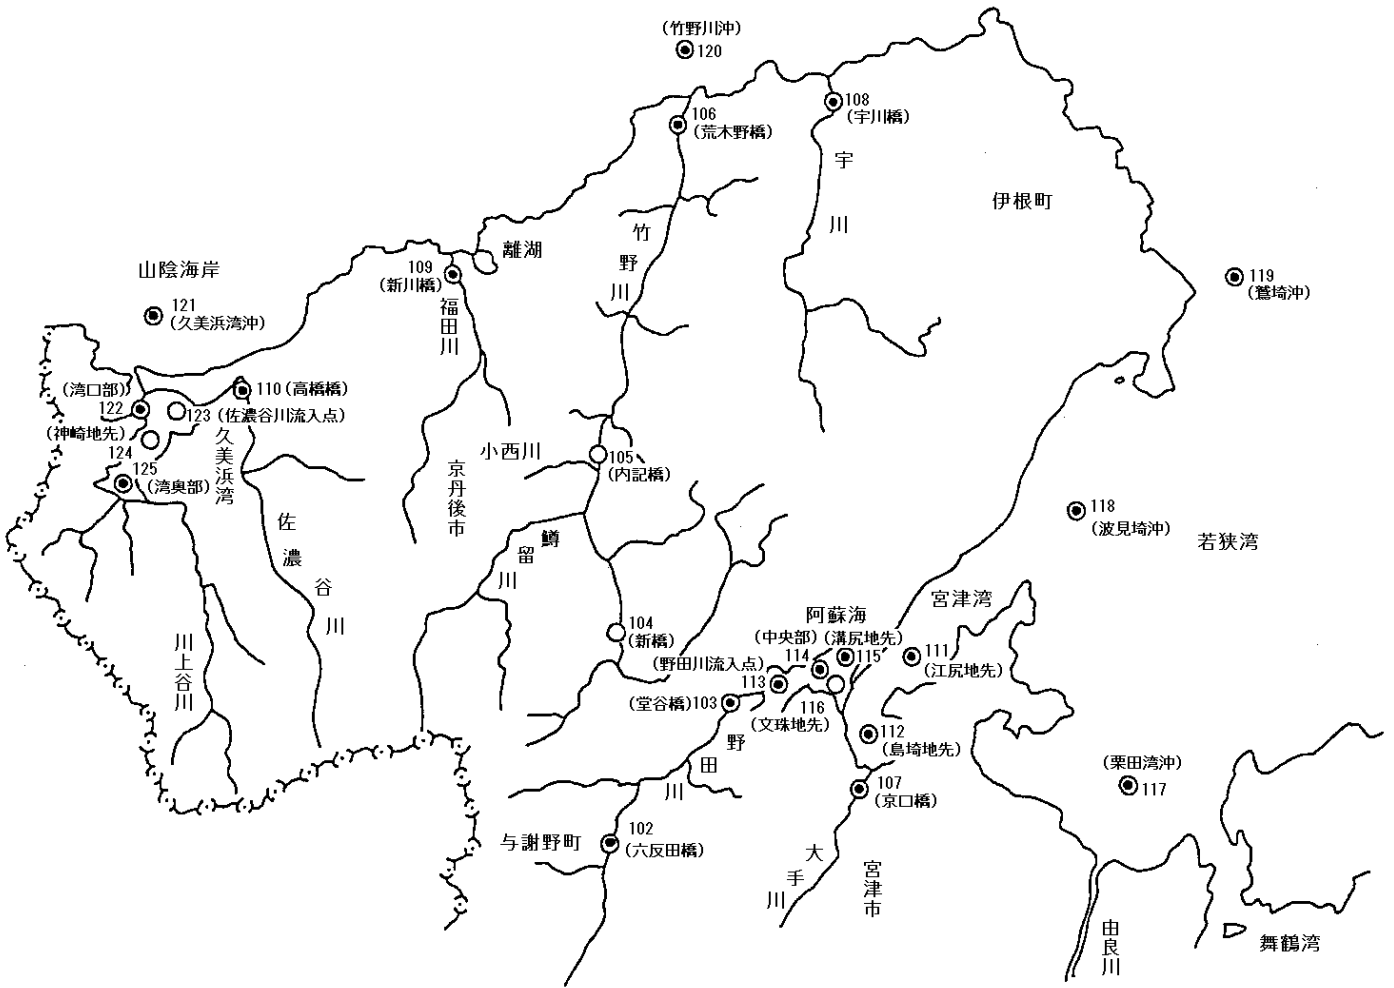 (竹野川沖)
120
108
(宇川橋)
106
(荒木野橋)
宇川
伊根町
竹野川
離湖
山陰海岸
109
(新川橋)
119
(鷲埼沖)
121
(久美浜湾沖)
福田川
(湾口部)
122
110(高橋橋)
123(佐濃谷川流入点)
(神崎地先)
124
久美浜湾
125
(湾奥部)
小西川
105
(内記橋)
京丹後市
佐濃谷川
118
(波見埼沖)
若狭湾
鱒留川
宮津湾
阿蘇海
104
(新橋)
(中央部)
(溝尻地先)
114
115
111
(江尻地先)
(野田川流入点)
113
川上谷川
(堂谷橋)103
116
(文珠地先)
112
(島埼地先)
野田川
(栗田湾沖)
117
107
(京口橋)
与謝野町
102
(六反田橋)
大手川
宮津市
由良川
舞鶴湾